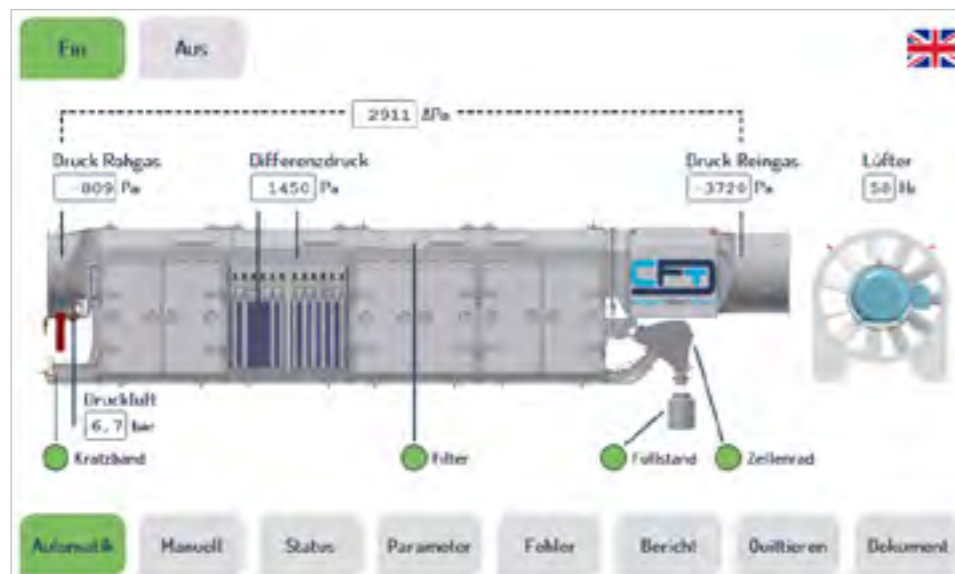 Ein Aus
2911 ΔPa
Druck Rohgas Differenzdruck Druck Reingas Lüfter
-809 Pa 1450 Pa -3720 Pa 50 Hz
CFT
Druckluft
6,7 bar
Kratzband Filter Füllstand Zellenrad
Automatik Manuell Status Parameter Fehler Bericht Quittieren Dokument